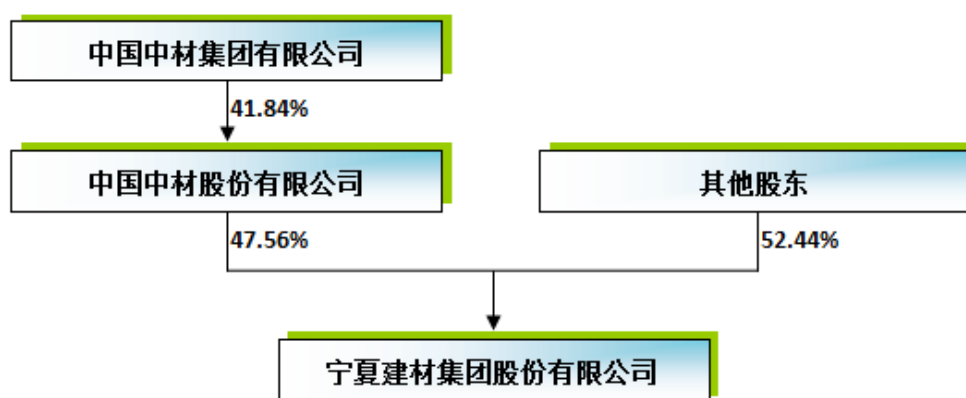 中国中材集团有限公司
41.84%
中国中材股份有限公司
其他股东
47.56%
52.44%
宁夏建材集团股份有限公司